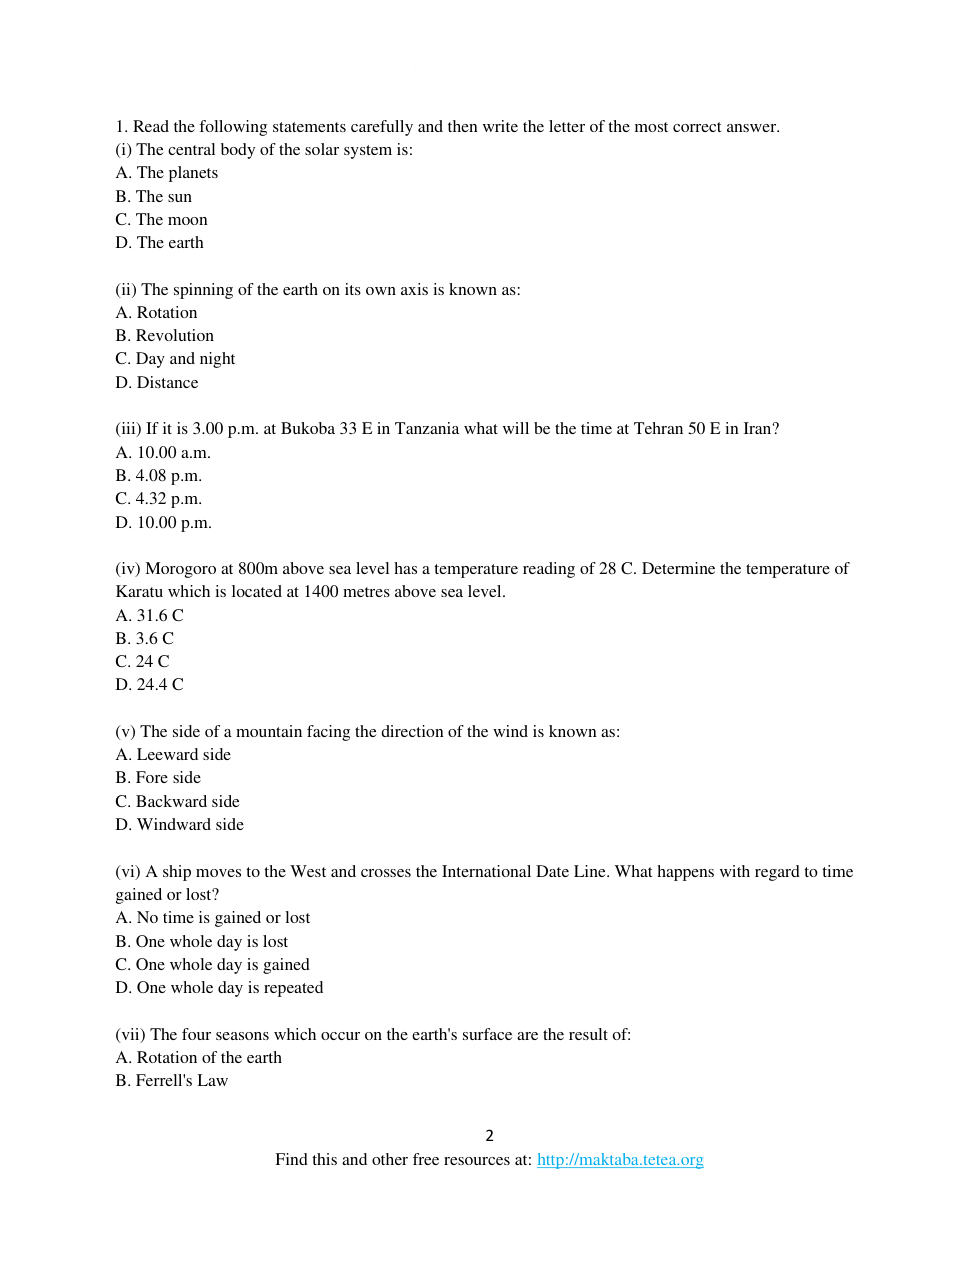 1. Read the following statements carefully and then write the letter of the most correct answer.
(i) The central body of the solar system is:
A. The planets
B. The sun
C. The moon
D. The earth
(ii) The spinning of the earth on its own axis is known as:
A. Rotation
B. Revolution
C. Day and night
D. Distance
(iii) If it is 3.00 p.m. at Bukoba 33 E in Tanzania what will be the time at Tehran 50 E in Iran?
A. 10.00 a.m.
B. 4.08 p.m.
C. 4.32 p.m.
D. 10.00 p.m.
(iv) Morogoro at 800m above sea level has a temperature reading of 28 C. Determine the temperature of
Karatu which is located at 1400 metres above sea level.
A. 31.6 C
B. 3.6 C
C. 24 C
D. 24.4 C
(v) The side of a mountain facing the direction of the wind is known as:
A. Leeward side
B. Fore side
C. Backward side
D. Windward side
(vi) A ship moves to the West and crosses the International Date Line. What happens with regard to time
gained or lost?
A. No time is gained or lost
B. One whole day is lost
C. One whole day is gained
D. One whole day is repeated
(vii) The four seasons which occur on the earth's surface are the result of:
A. Rotation of the earth
B. Ferrell's Law
2
Find this and other free resources at: http://maktaba.tetea.org